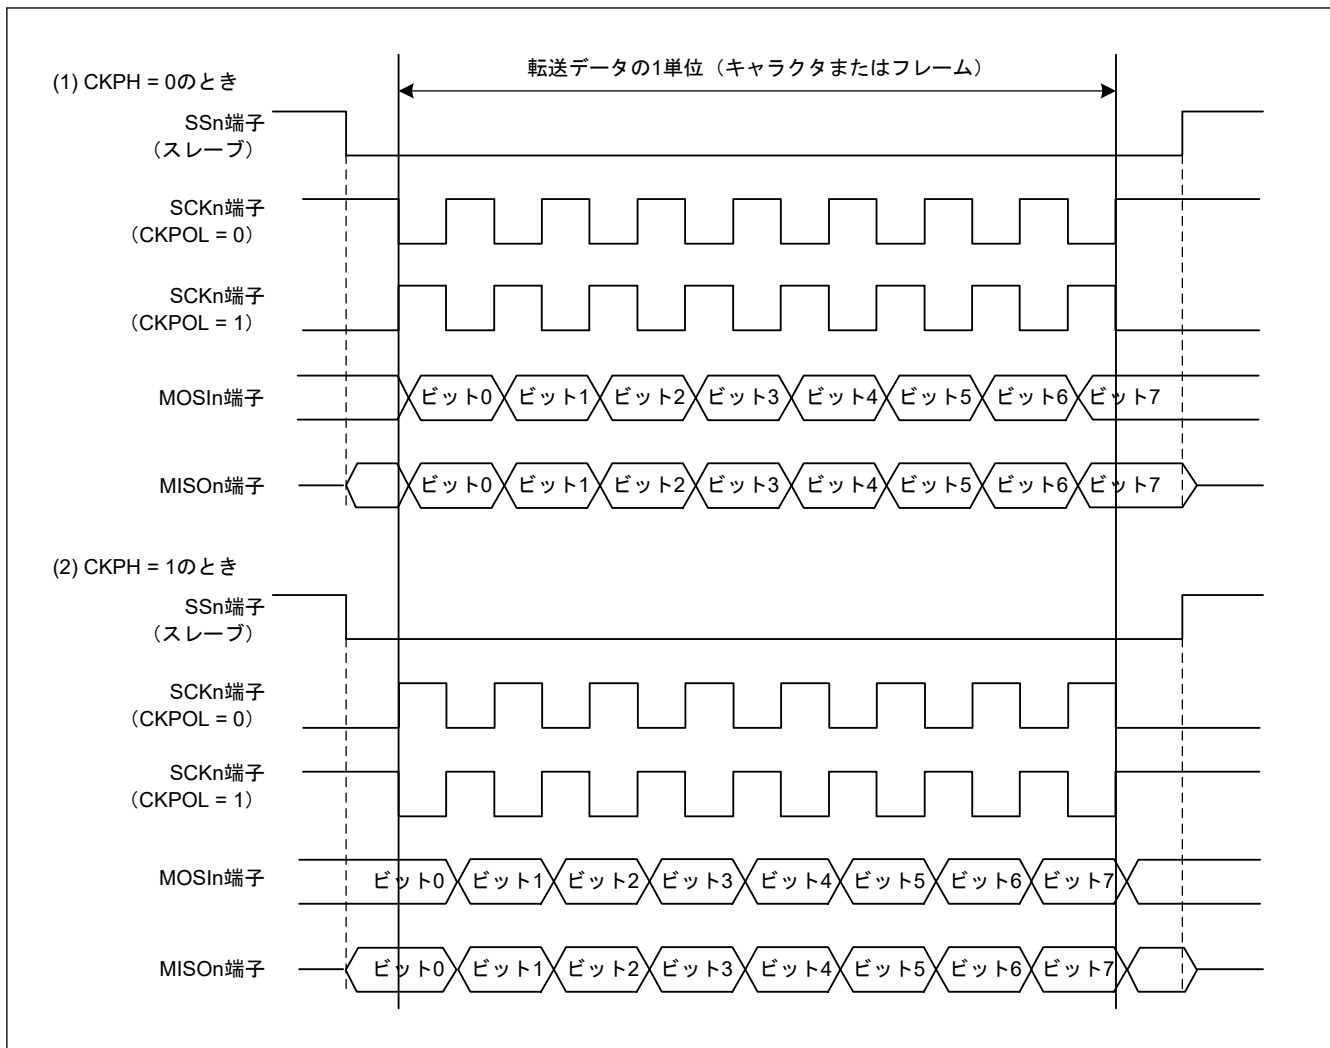 転送データの1単位（キャラクタまたはフレーム）
(1) CKPH = 0のとき
SSn端子
（スレーブ）
SCKn端子
（CKPOL = 0）
SCKn端子
（CKPOL = 1）
MOSIn端子
ビット0 ビット1 ビット2 ビット3 ビット4 ビット5 ビット6 ビット7
MISOn端子
ビット0 ビット1 ビット2 ビット3 ビット4 ビット5 ビット6 ビット7
(2) CKPH = 1のとき
SSn端子
（スレーブ）
SCKn端子
（CKPOL = 0）
SCKn端子
（CKPOL = 1）
MOSIn端子
ビット0 ビット1 ビット2 ビット3 ビット4 ビット5 ビット6 ビット7
MISOn端子
ビット0 ビット1 ビット2 ビット3 ビット4 ビット5 ビット6 ビット7